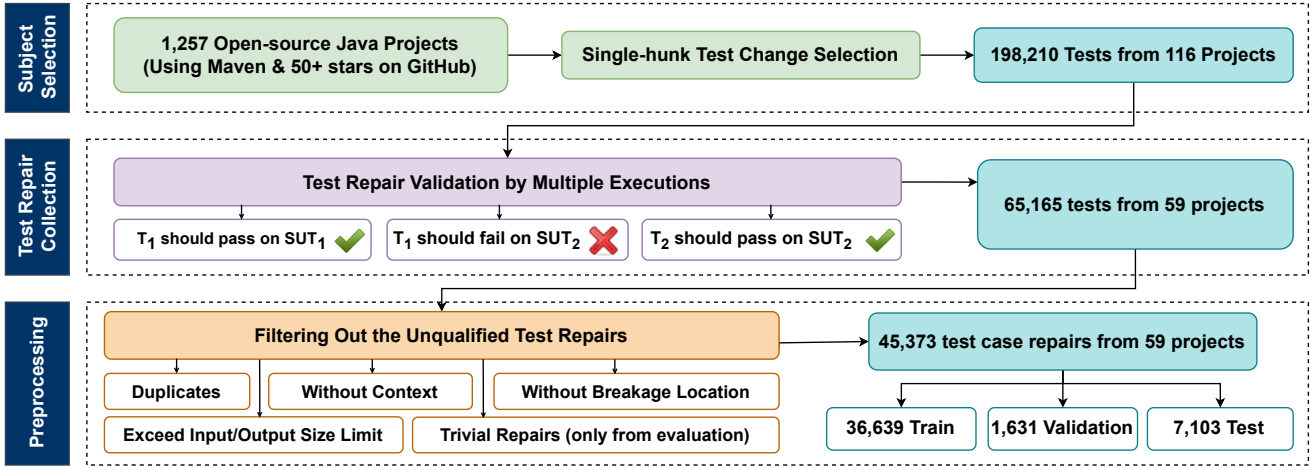 Subject
Selection
1,257 Open-source Java Projects
(Using Maven & 50+ stars on GitHub)
Single-hunk Test Change Selection
198,210 Tests from 116 Projects
Test Repair
Collection
Test Repair Validation by Multiple Executions
65,165 tests from 59 projects
T1 should pass on SUT1
T1 should fail on SUT2
T2 should pass on SUT2
Preprocessing
Filtering Out the Unqualified Test Repairs
45,373 test case repairs from 59 projects
Duplicates
Without Context
Without Breakage Location
Exceed Input/Output Size Limit
Trivial Repairs (only from evaluation)
36,639 Train
1,631 Validation
7,103 Test